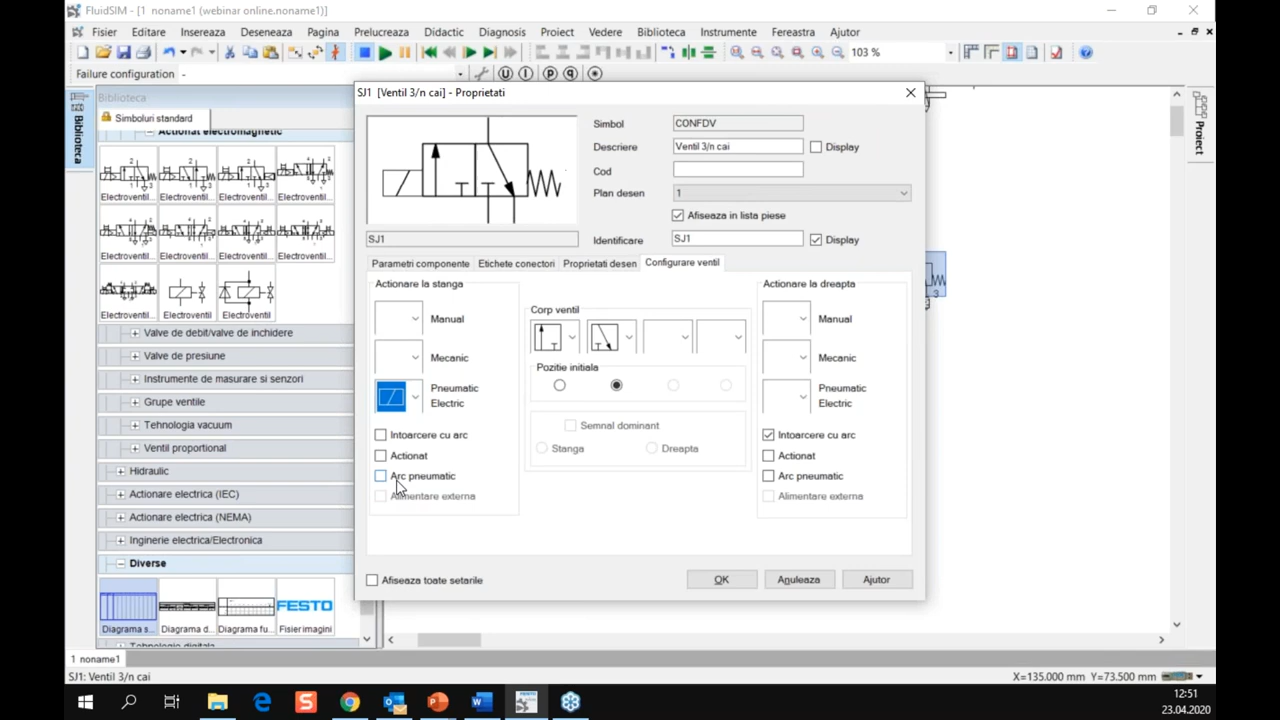 FluidSIM - [1 noname1 (webinar online.noname1)]
Fisier Editare Insereaza Deseneaza Pagina Prelucreaza Didactic Diagnosis Proiect Vedere Biblioteca Instrumente Fereastra Ajutor
103 %
Failure configuration -
Biblioteca
Biblioteca
Simboluri standard
Actionat electromagnetic
Electroventil... Electroventil... Electroventil... Electroventil...
Electroventil... Electroventil... Electroventil... Electroventil...
Electroventil... Electroventil Electroventil
Valve de debit/valve de inchidere
Valve de presiune
Instrumente de masurare si senzori
Grupe ventile
Tehnologia vacuum
Ventil proportional
Hidraulic
Actionare electrica (IEC)
Actionare electrica (NEMA)
Inginerie electrica/Electronica
Diverse
FESTO
Diagrama s... Diagrama d... Diagrama fu... Fisier imagini
Tehnologie digitala
SJ1 [Ventil 3/n cai] - Proprietati
Simbol CONFDV
Descriere Ventil 3/n cai Display
Cod
Plan desen 1
Afiseaza in lista piese
SJ1
Identificare SJ1 Display
Parametri componente Etichete conectori Proprietati desen Configurare ventil
Actionare la stanga
Manual
Mecanic
Pneumatic
Electric
Intoarcere cu arc
Actionat
Arc pneumatic
Alimentare externa
Corp ventil
Pozitie initiala
Semnal dominant
Stanga Dreapta
Actionare la dreapta
Manual
Mecanic
Pneumatic
Electric
Intoarcere cu arc
Actionat
Arc pneumatic
Alimentare externa
Afiseaza toate setarile
OK Anuleaza Ajutor
Proiect
3
1 noname1
SJ1: Ventil 3/n cai
X=135.000 mm Y=73.500 mm
12:51
23.04.2020